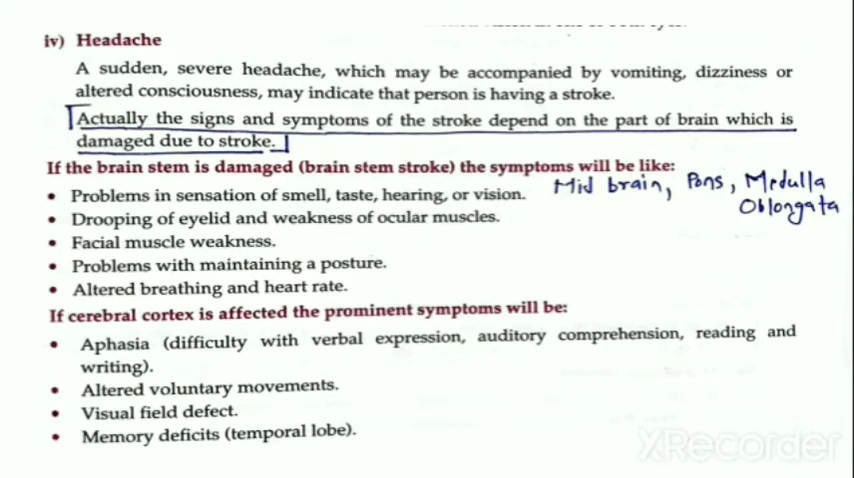 iv) Headache
A sudden, severe headache, which may be accompanied by vomiting, dizziness or
altered consciousness, may indicate that person is having a stroke.
Actually the signs and symptoms of the stroke depend on the part of brain which is
damaged due to stroke.
If the brain stem is damaged (brain stem stroke) the symptoms will be like:
• Problems in sensation of smell, taste, hearing, or vision.
Mid brain, Pons, Medulla
Oblongata
• Drooping of eyelid and weakness of ocular muscles.
• Facial muscle weakness.
• Problems with maintaining a posture.
• Altered breathing and heart rate.
If cerebral cortex is affected the prominent symptoms will be:
• Aphasia (difficulty with verbal expression, auditory comprehension, reading and
writing).
• Altered voluntary movements.
• Visual field defect.
• Memory deficits (temporal lobe).
XRecorder